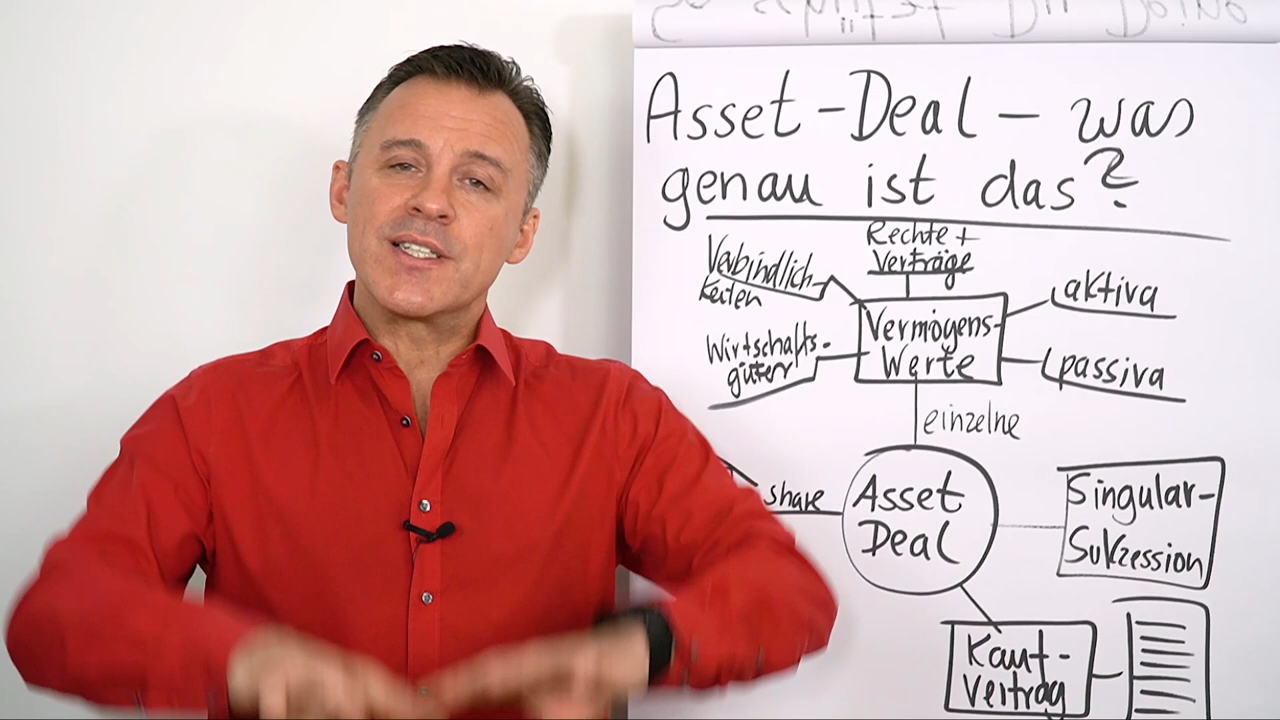 Asset-Deal – was
genau ist das?
Rechte +
Verträge
Verbindlich-
keiten
aktiva
Vermögens-
Werte
Wirtschafts-
güter
passiva
einzelne
share
Asset
Deal
Singular-
Sukzession
Kauf-
Vertrag